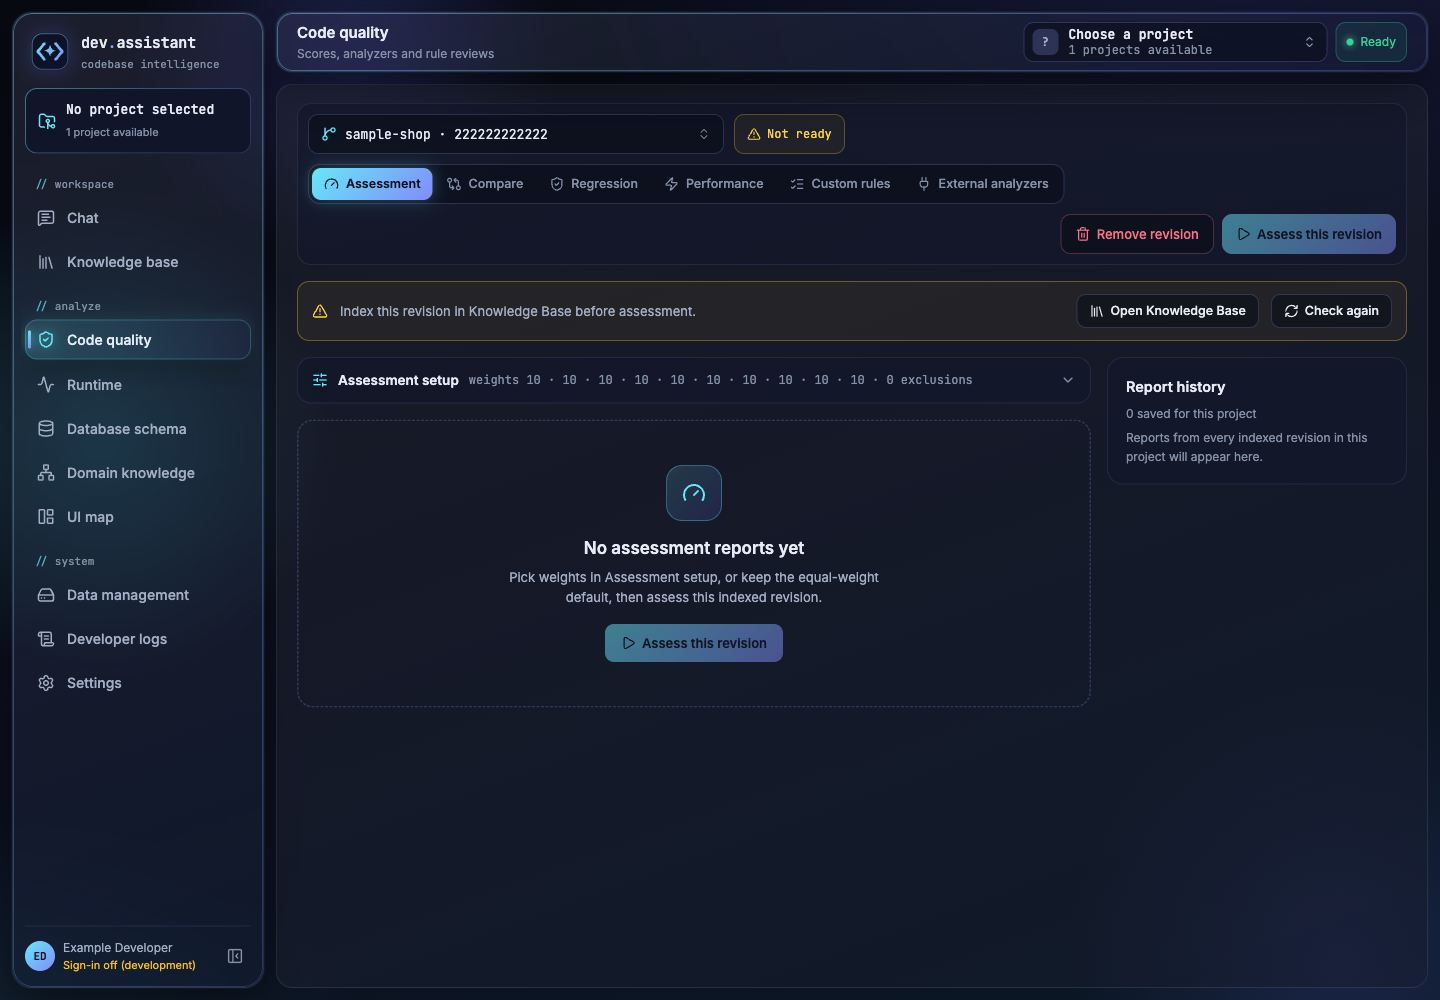 dev.assistant
codebase intelligence
No project selected
1 project available
// workspace
Chat
Knowledge base
// analyze
Code quality
Runtime
Database schema
Domain knowledge
UI map
// system
Data management
Developer logs
Settings
ED
Example Developer
Sign-in off (development)
Code quality
Scores, analyzers and rule reviews
?
Choose a project
1 projects available
Ready
sample-shop · 222222222222
Not ready
Assessment
Compare
Regression
Performance
Custom rules
External analyzers
Remove revision
Assess this revision
Index this revision in Knowledge Base before assessment.
Open Knowledge Base
Check again
Assessment setup
weights 10 · 10 · 10 · 10 · 10 · 10 · 10 · 10 · 10 · 10 · 0 exclusions
No assessment reports yet
Pick weights in Assessment setup, or keep the equal-weight
default, then assess this indexed revision.
Assess this revision
Report history
0 saved for this project
Reports from every indexed revision in this
project will appear here.